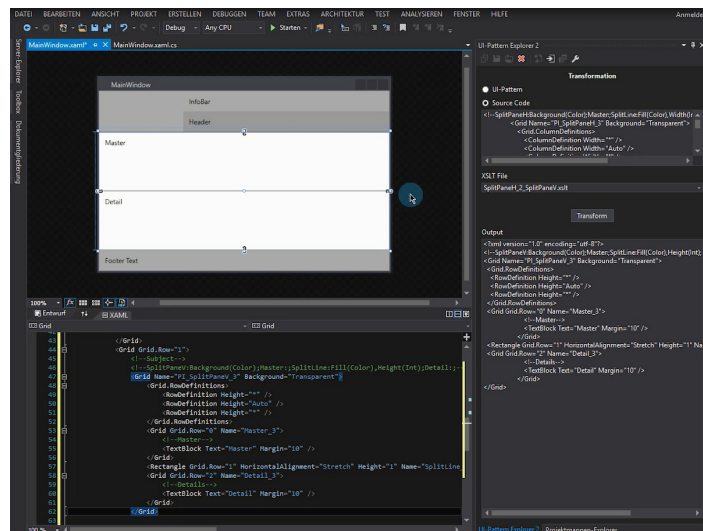 DATEI BEARBEITEN ANSICHT PROJEKT ERSTELLEN DEBUGGEN TEAM EXTRAS ARCHITEKTUR TEST ANALYSIEREN FENSTER HILFE Anmelde
Debug Any CPU Starten
MainWindow.xaml* MainWindow.xaml.cs
Server-Explorer
Toolbox
Dokumentgliederung
MainWindow
InfoBar
Header
Master
Detail
Footer Text
100%
Entwurf XAML
Grid Grid
43 </Grid>
44 <Grid Grid.Row="1">
45 <!--Subject-->
46 <!--SplitPaneV:Background(Color);Master:;SplitLine:Fill(Color),Height(Int);Detail:;--
47 <Grid Name="PI_SplitPaneV_3" Background="Transparent">
48 <Grid.RowDefinitions>
49 <RowDefinition Height="*" />
50 <RowDefinition Height="Auto" />
51 <RowDefinition Height="*" />
52 </Grid.RowDefinitions>
53 <Grid Grid.Row="0" Name="Master_3">
54 <!--Master-->
55 <TextBlock Text="Master" Margin="10" />
56 </Grid>
57 <Rectangle Grid.Row="1" HorizontalAlignment="Stretch" Height="1" Name="SplitLine_
58 <Grid Grid.Row="2" Name="Detail_3">
59 <!--Details-->
60 <TextBlock Text="Detail" Margin="10" />
61 </Grid>
62 </Grid>
63
100 %
UI-Pattern Explorer 2
Transformation
UI-Pattern
Source Code
<!--SplitPaneH:Background(Color);Master;SplitLine:Fill(Color),Width(Ir
<Grid Name="PI_SplitPaneH_3" Background="Transparent">
<Grid.ColumnDefinitions>
<ColumnDefinition Width="*" />
<ColumnDefinition Width="Auto" />
XSLT File
SplitPaneH_2_SplitPaneV.xslt
Transform
Output
<?xml version="1.0" encoding="utf-8"?>
<!--SplitPaneV:Background(Color);Master;SplitLine:Fill(Color),Height(Int);
<Grid Name="PI_SplitPaneV_3" Background="Transparent">
<Grid.RowDefinitions>
<RowDefinition Height="*" />
<RowDefinition Height="Auto" />
<RowDefinition Height="*" />
</Grid.RowDefinitions>
<Grid Grid.Row="0" Name="Master_3">
<!--Master-->
<TextBlock Text="Master" Margin="10" />
</Grid>
<Rectangle Grid.Row="1" HorizontalAlignment="Stretch" Height="1" Na
<Grid Grid.Row="2" Name="Detail_3">
<!--Details-->
<TextBlock Text="Detail" Margin="10" />
</Grid>
</Grid>
UI-Pattern Explorer 2 Projektmappen-Explorer